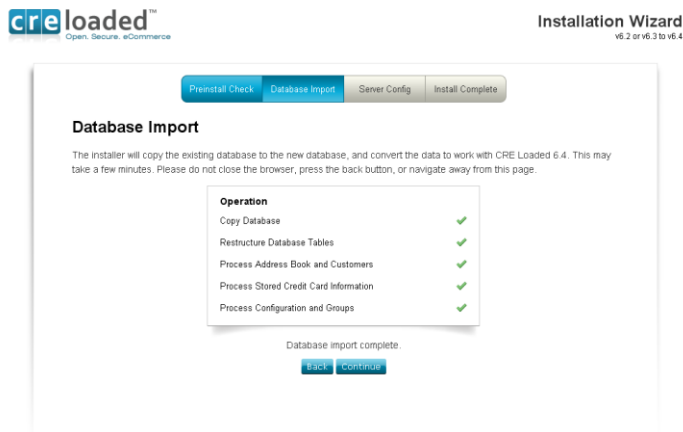 cre loaded™
Open. Secure. eCommerce
Installation Wizard
v6.2 or v6.3 to v6.4
Preinstall Check
Database Import
Server Config
Install Complete
Database Import
The installer will copy the existing database to the new database, and convert the data to work with CRE Loaded 6.4. This may
take a few minutes. Please do not close the browser, press the back button, or navigate away from this page.
Operation
Copy Database
Restructure Database Tables
Process Address Book and Customers
Process Stored Credit Card Information
Process Configuration and Groups
Database import complete.
Back
Continue